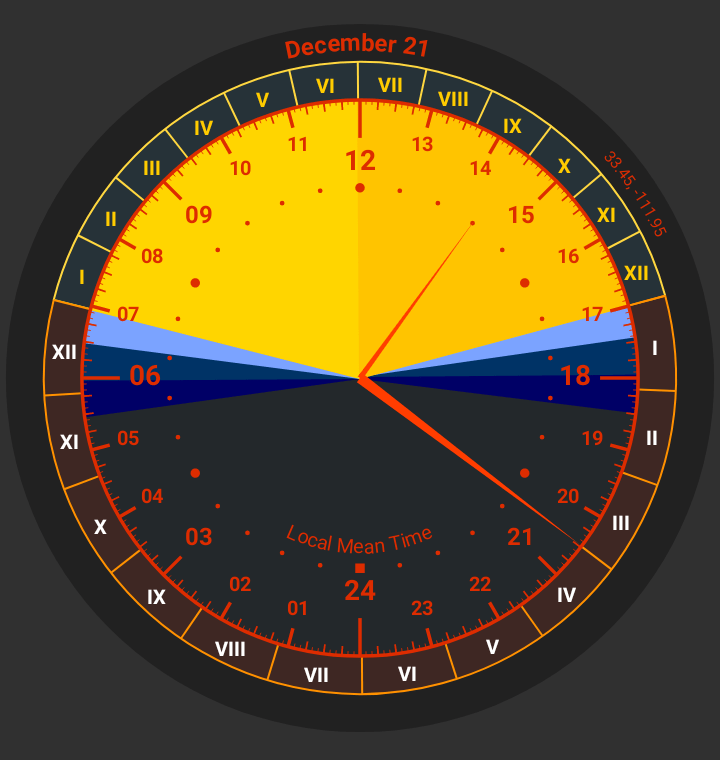 December 21
33.45, -111.95
I
II
III
IV
V
VI
VII
VIII
IX
X
XI
XII
I
II
III
IV
V
VI
VII
VIII
IX
X
XI
XII
12
13
14
15
16
17
18
19
20
21
22
23
24
01
02
03
04
05
06
07
08
09
10
11
Local Mean Time